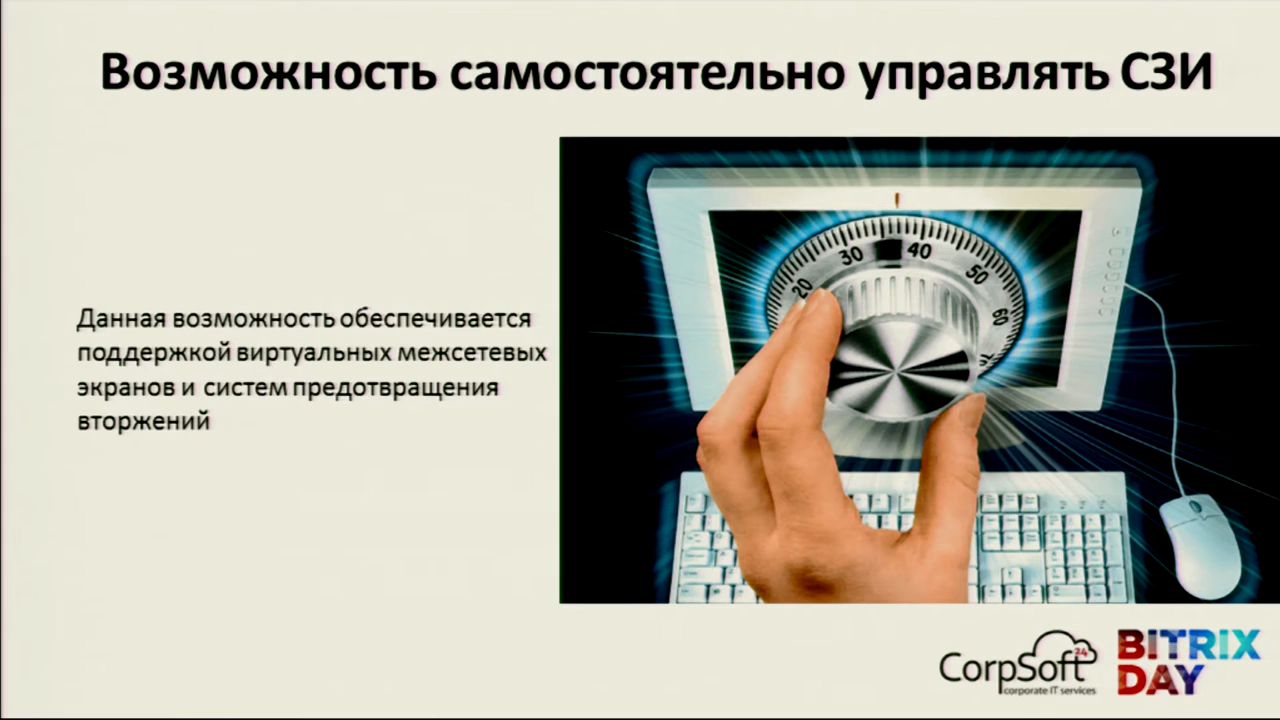 Возможность самостоятельно управлять СЗИ
Данная возможность обеспечивается
поддержкой виртуальных межсетевых
экранов и систем предотвращения
вторжений
20 30 40 50 60
CorpSoft24
corporate IT services
BITRIX
DAY